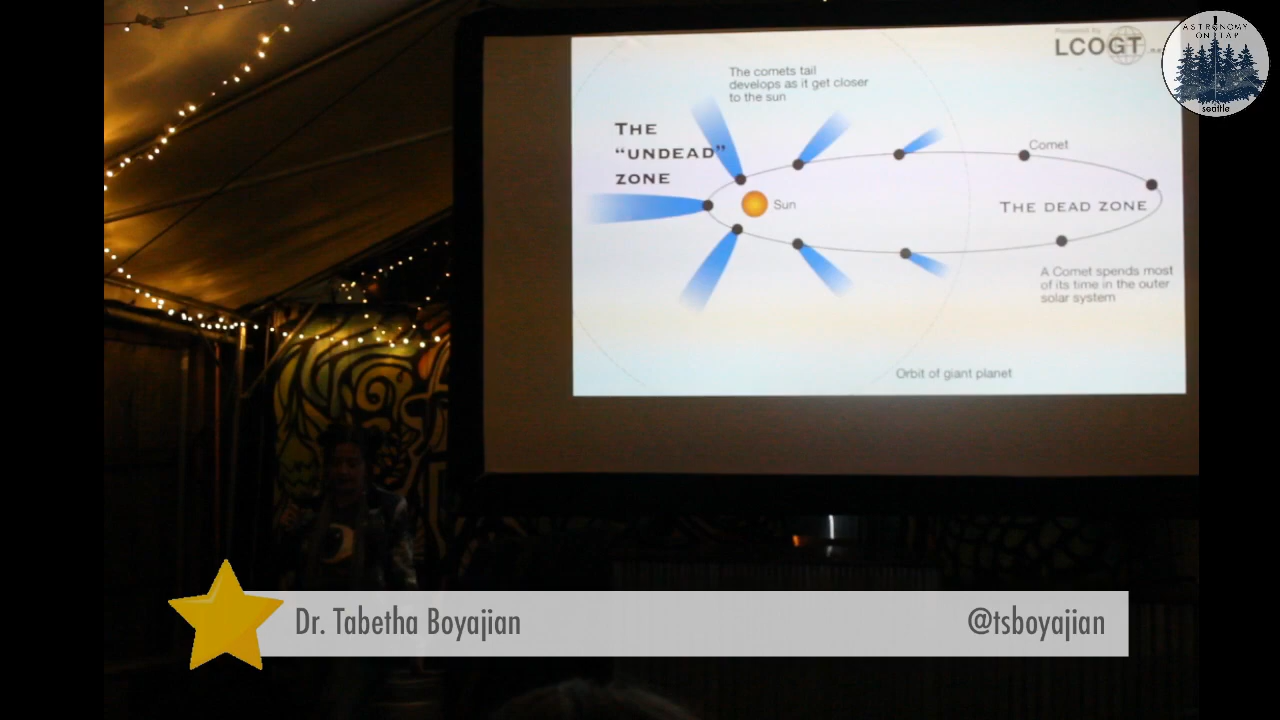 ASTRONOMY
ON TAP
seattle
LCOGT
The comets tail
develops as it get closer
to the sun
THE
“UNDEAD”
ZONE
Comet
Sun
THE DEAD ZONE
A Comet spends most
of its time in the outer
solar system
Orbit of giant planet
Dr. Tabetha Boyajian
@tsboyajian